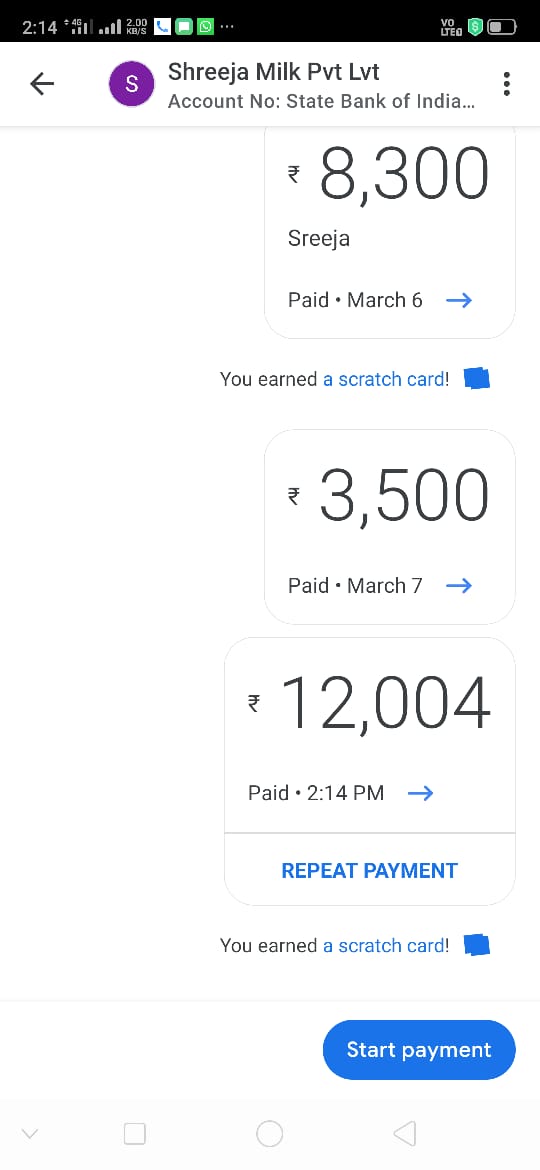 2:14 4G 2.00 KB/S ... VO LTE
S
Shreeja Milk Pvt Lvt
Account No: State Bank of India...
₹ 8,300
Sreeja
Paid • March 6
You earned a scratch card!
₹ 3,500
Paid • March 7
₹ 12,004
Paid • 2:14 PM
REPEAT PAYMENT
You earned a scratch card!
Start payment